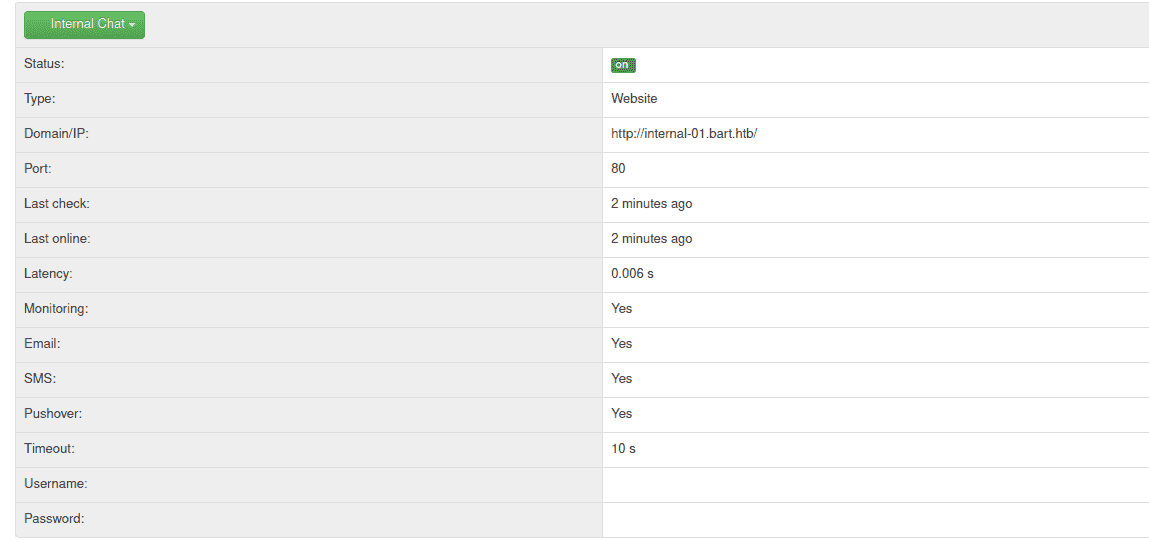 Internal Chat
Status: on
Type: Website
Domain/IP: http://internal-01.bart.htb/
Port: 80
Last check: 2 minutes ago
Last online: 2 minutes ago
Latency: 0.006 s
Monitoring: Yes
Email: Yes
SMS: Yes
Pushover: Yes
Timeout: 10 s
Username:
Password: